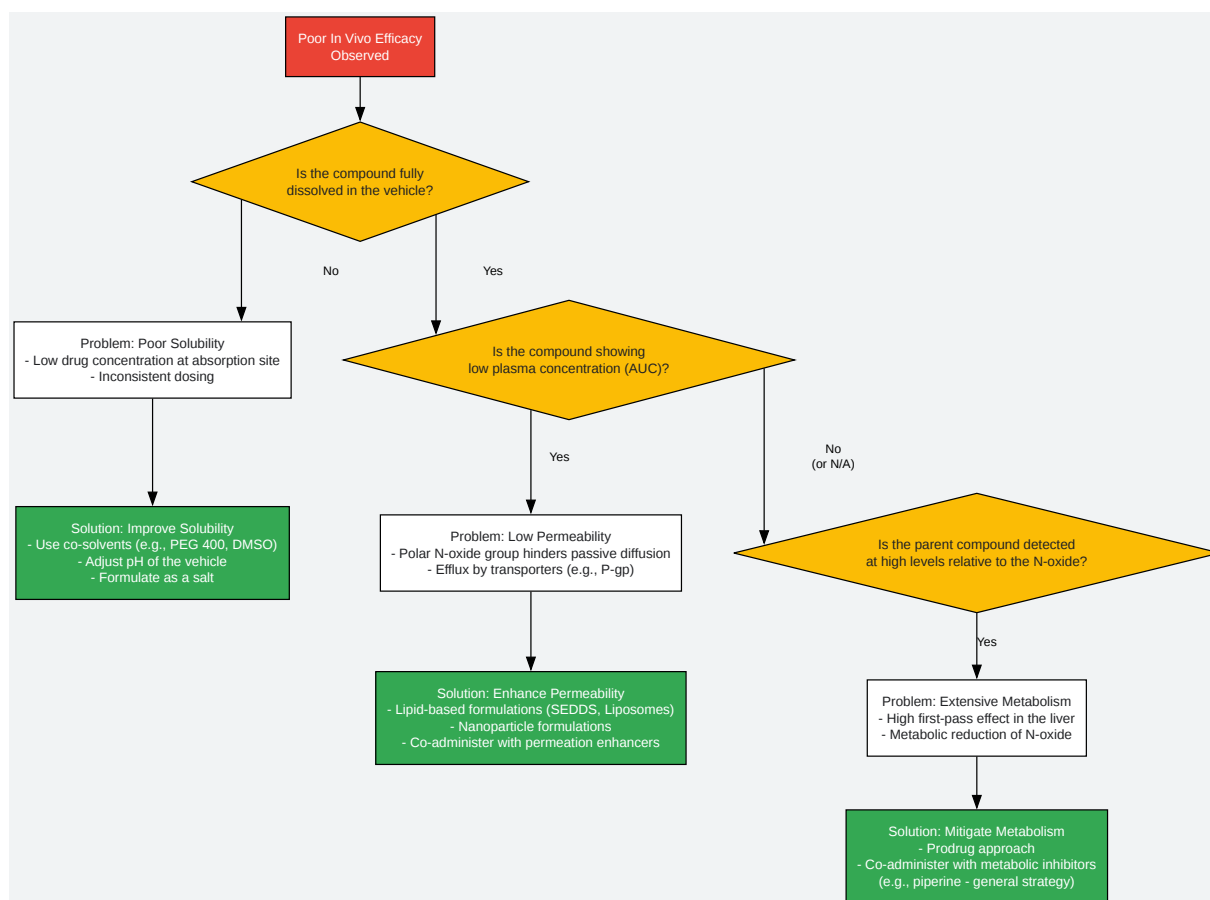 Poor In Vivo Efficacy
Observed
Is the compound fully
dissolved in the vehicle?
No
Yes
Problem: Poor Solubility
- Low drug concentration at absorption site
- Inconsistent dosing
Is the compound showing
low plasma concentration (AUC)?
Yes
No
(or N/A)
Solution: Improve Solubility
- Use co-solvents (e.g., PEG 400, DMSO)
- Adjust pH of the vehicle
- Formulate as a salt
Problem: Low Permeability
- Polar N-oxide group hinders passive diffusion
- Efflux by transporters (e.g., P-gp)
Is the parent compound detected
at high levels relative to the N-oxide?
Yes
Solution: Enhance Permeability
- Lipid-based formulations (SEDDS, Liposomes)
- Nanoparticle formulations
- Co-administer with permeation enhancers
Problem: Extensive Metabolism
- High first-pass effect in the liver
- Metabolic reduction of N-oxide
Solution: Mitigate Metabolism
- Prodrug approach
- Co-administer with metabolic inhibitors
(e.g., piperine - general strategy)